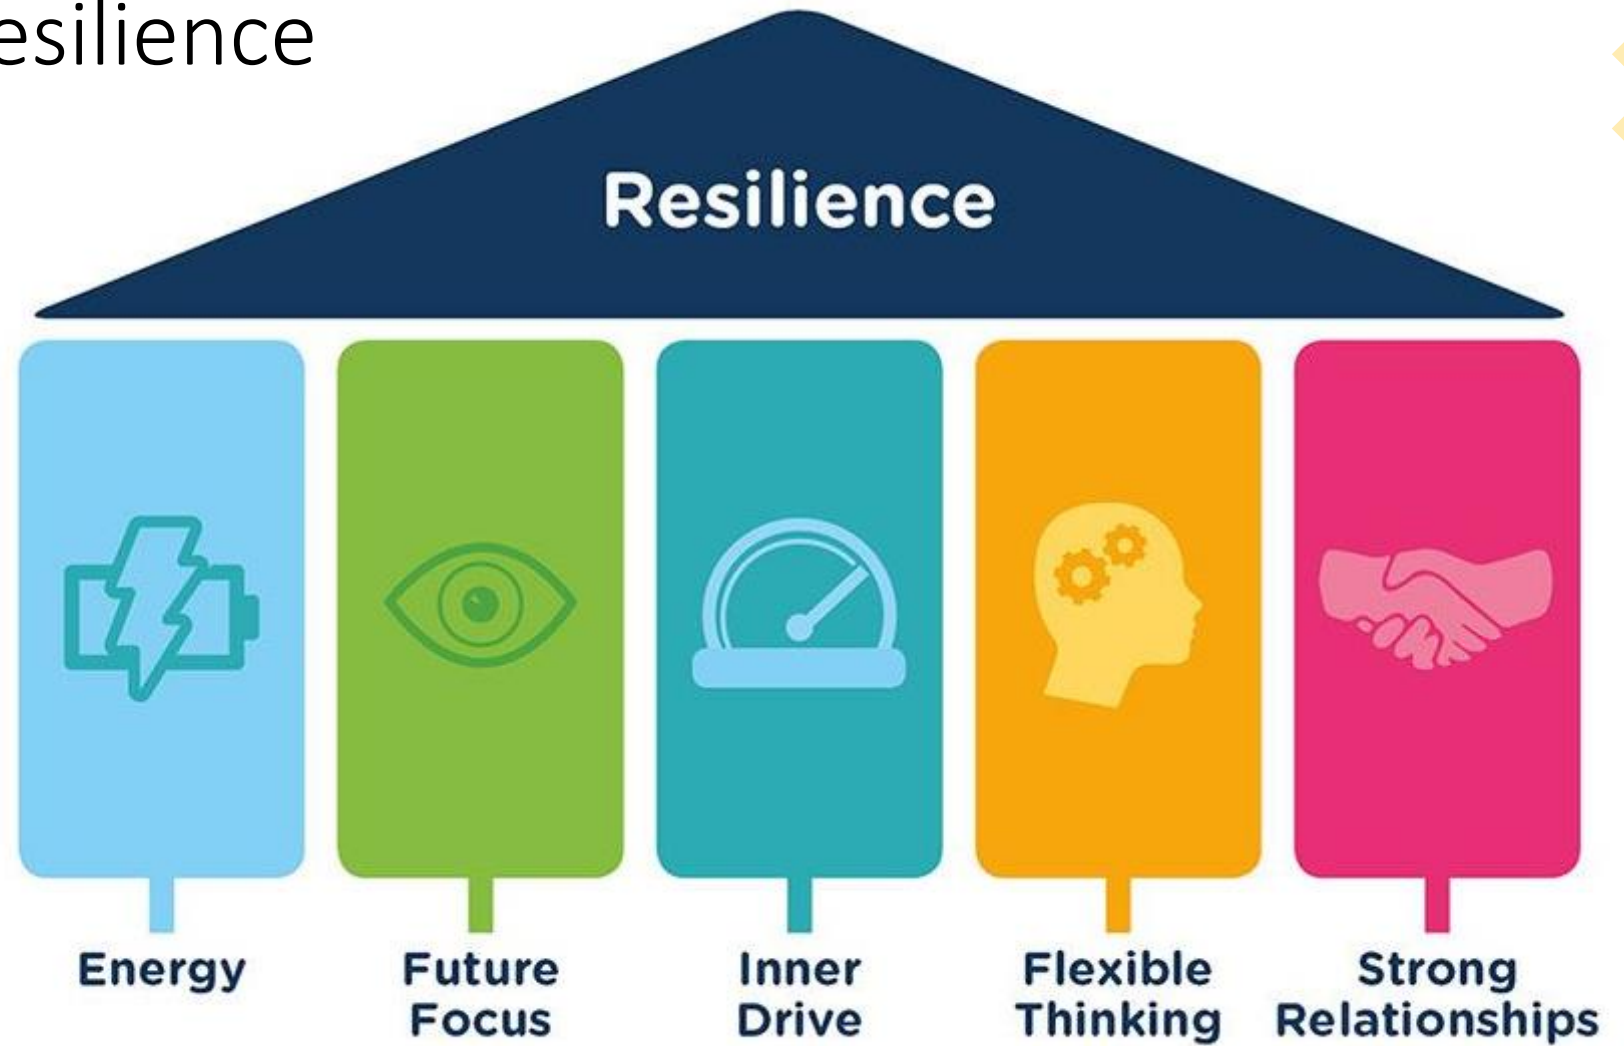 esilience
Resilience
Energy
Future
Focus
Inner
Drive
Flexible
Thinking
Strong
Relationships